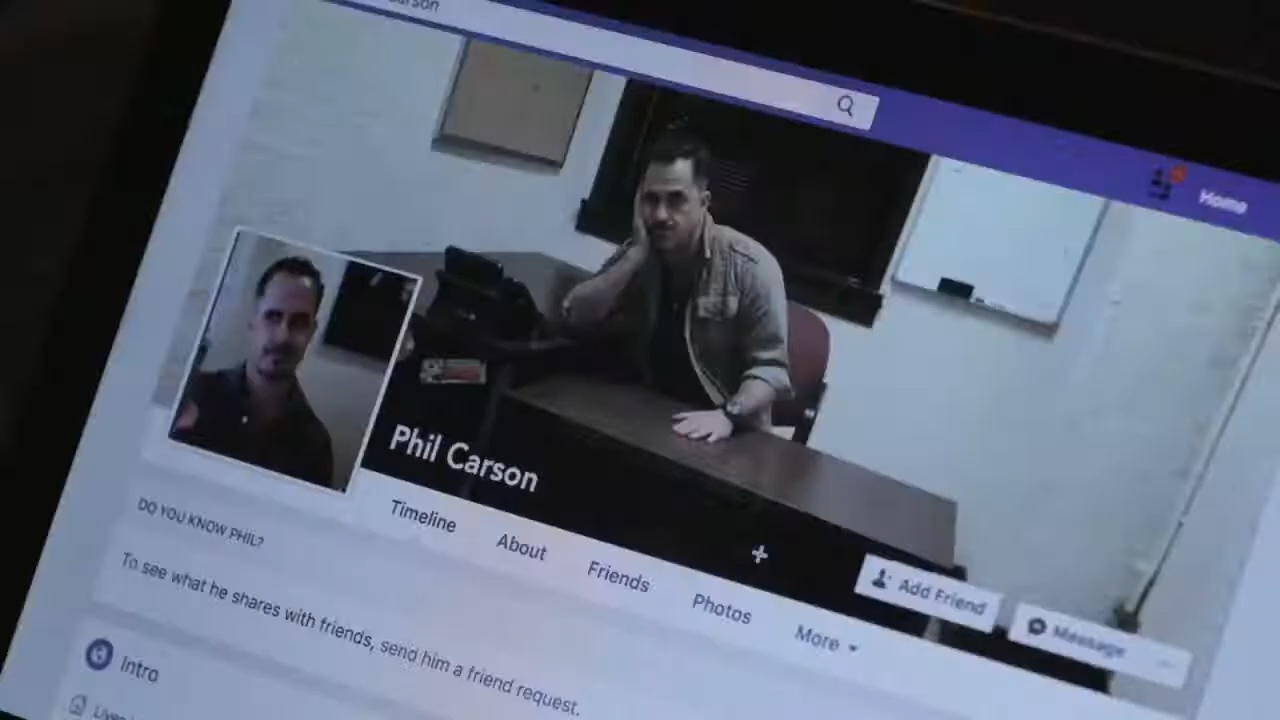 Carson
Home
Phil Carson
Timeline
About
Friends
Photos
More
Add Friend
Message
DO YOU KNOW PHIL?
To see what he shares with friends, send him a friend request.
Intro